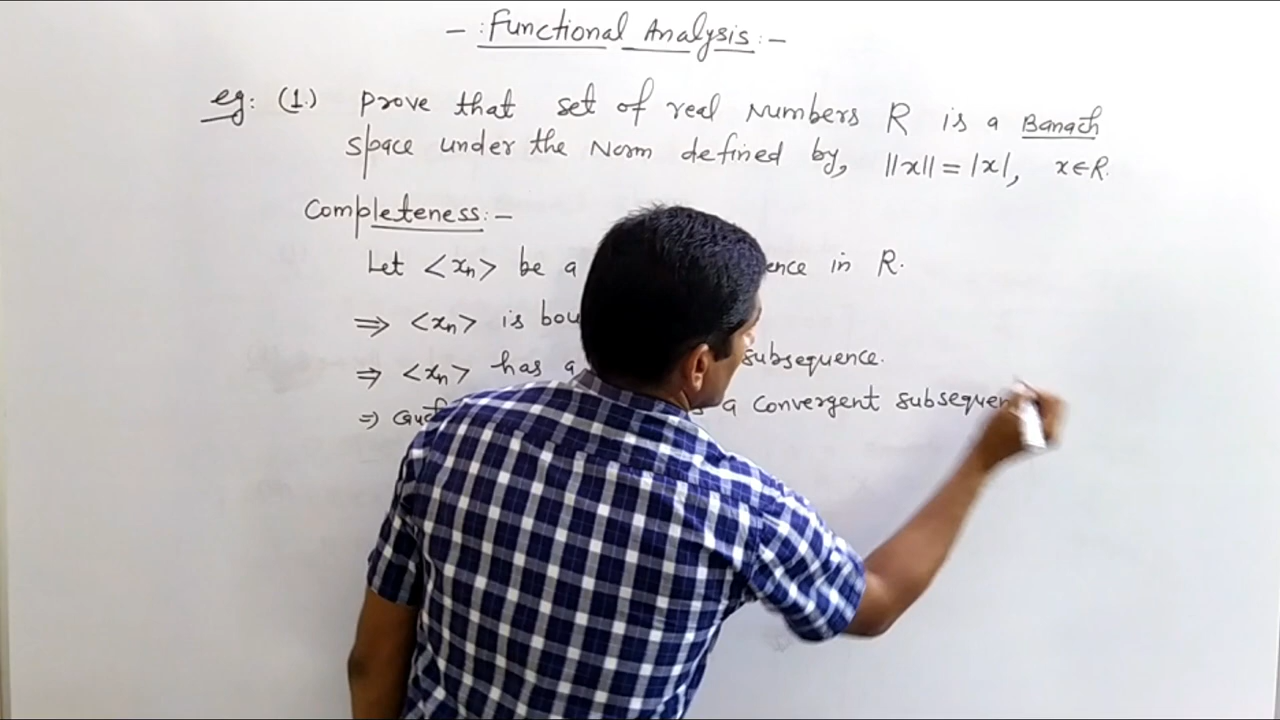 - : Functional Analysis : -
eg: (1.) prove that set of real Numbers R is a Banach
space under the Norm defined by, ||x|| = |x|, x∈R.
Completeness :-
Let <xn> be a ence in R.
⇒ <xn> is bou
⇒ <xn> has a subsequence.
⇒ a convergent subsequen